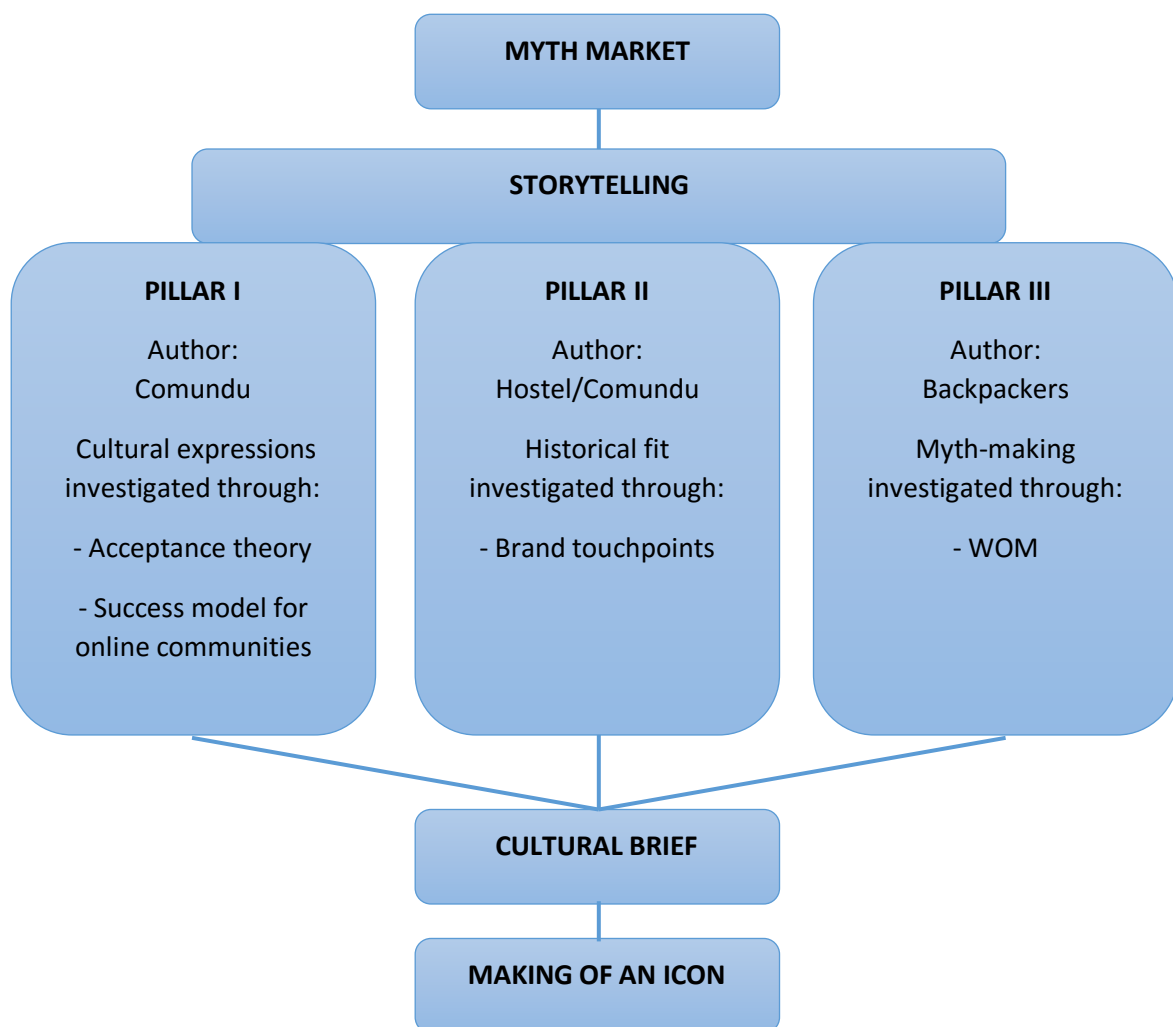 MYTH MARKET
STORYTELLING
PILLAR I
Author:
Comundu
Cultural expressions
investigated through:
- Acceptance theory
- Success model for
online communities
PILLAR II
Author:
Hostel/Comundu
Historical fit
investigated through:
- Brand touchpoints
PILLAR III
Author:
Backpackers
Myth-making
investigated through:
- WOM
CULTURAL BRIEF
MAKING OF AN ICON